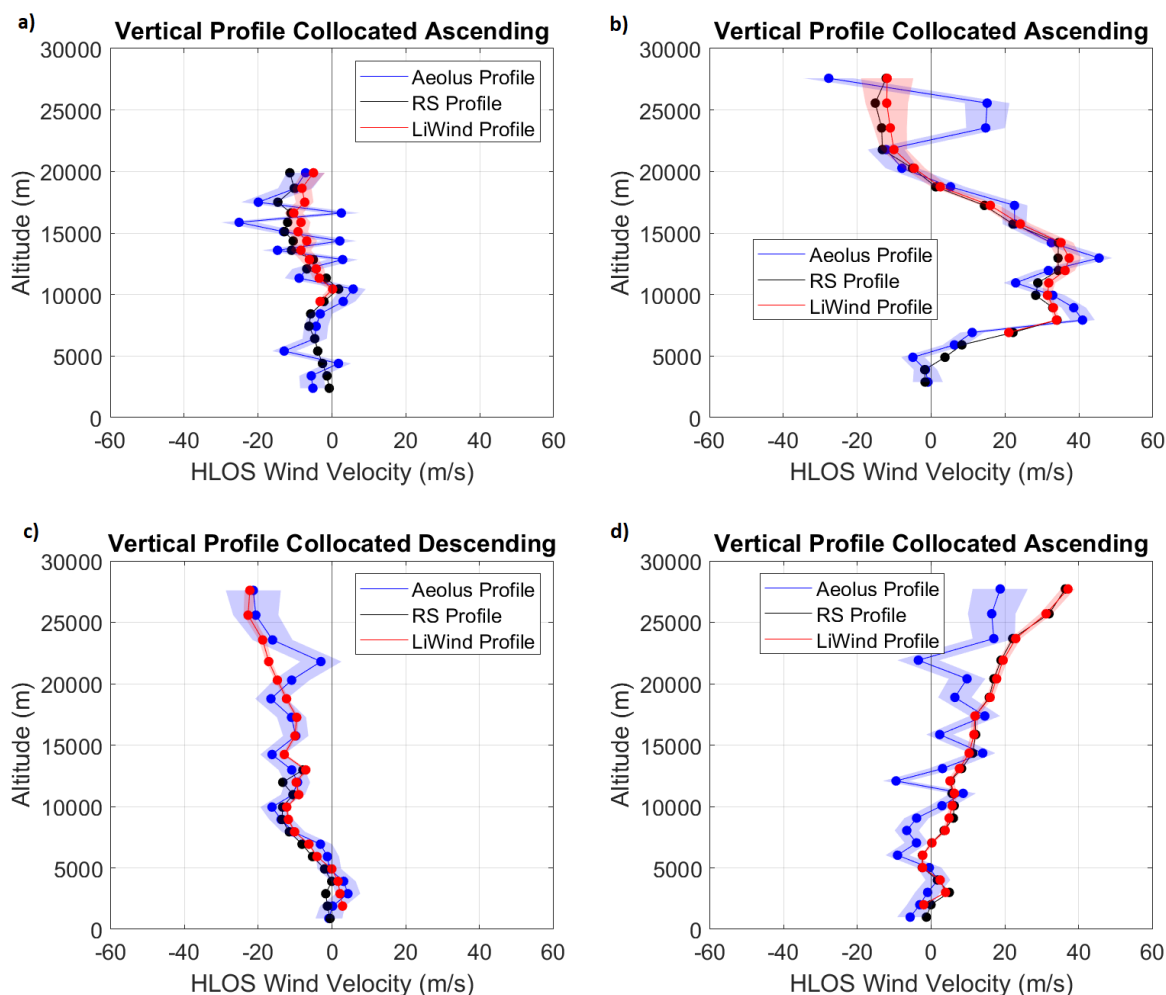 a)
Vertical Profile Collocated Ascending
30000
25000
20000
15000
10000
5000
0
Altitude (m)
-60 -40 -20 0 20 40 60
HLOS Wind Velocity (m/s)
Aeolus Profile
RS Profile
LiWind Profile
b)
Vertical Profile Collocated Ascending
30000
25000
20000
15000
10000
5000
0
Altitude (m)
-60 -40 -20 0 20 40 60
HLOS Wind Velocity (m/s)
Aeolus Profile
RS Profile
LiWind Profile
c)
Vertical Profile Collocated Descending
30000
25000
20000
15000
10000
5000
0
Altitude (m)
-60 -40 -20 0 20 40 60
HLOS Wind Velocity (m/s)
Aeolus Profile
RS Profile
LiWind Profile
d)
Vertical Profile Collocated Ascending
30000
25000
20000
15000
10000
5000
0
Altitude (m)
-60 -40 -20 0 20 40 60
HLOS Wind Velocity (m/s)
Aeolus Profile
RS Profile
LiWind Profile